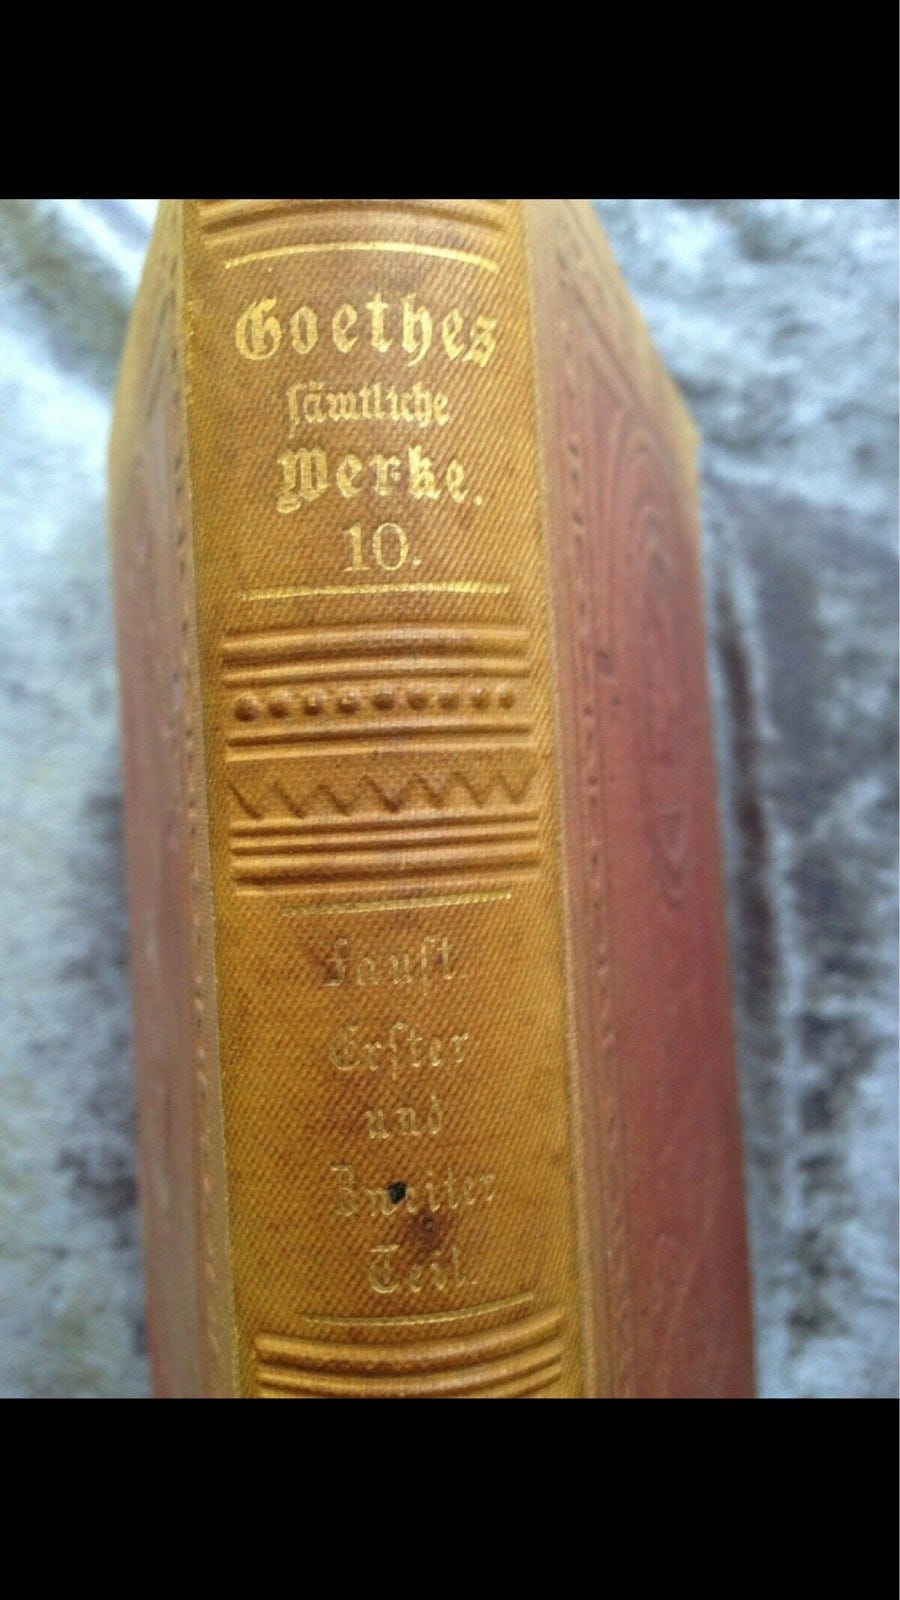 Goethes
sämtliche
Werke.
10.
Faust.
Erster
und
Zweiter
Teil.